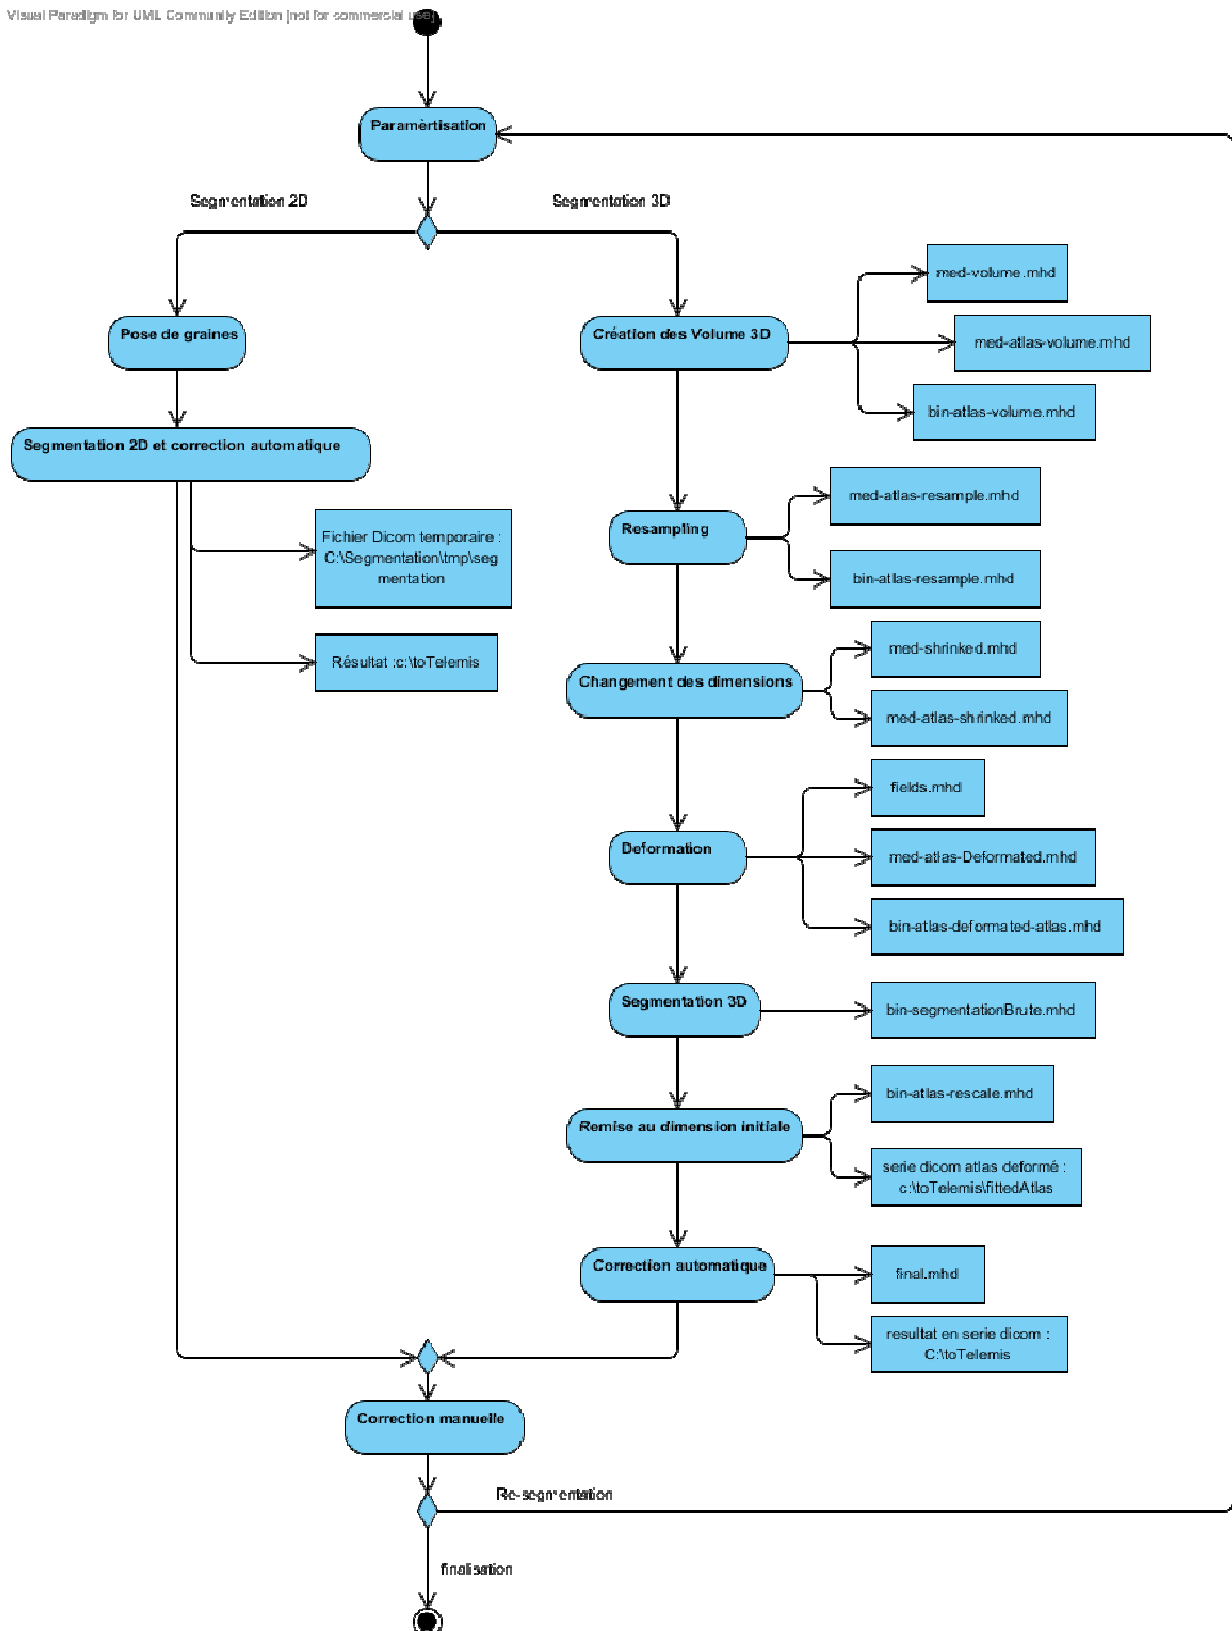 Visual Paradigm for UML Community Edition [not for commercial use]
Paramèrtisation
Segmentation 2D
Segmentation 3D
med-volume.mhd
Pose de graines
Création des Volume 3D
med-atlas-volume.mhd
bin-atlas-volume.mhd
Segmentation 2D et correction automatique
med-atlas-resample.mhd
Resampling
Fichier Dicom temporaire :
C:\Segmentation\tmp\seg
mentation
bin-atlas-resample.mhd
med-shrinked.mhd
Résultat :c:\toTelemis
Changement des dimensions
med-atlas-shrinked.mhd
fields.mhd
Deformation
med-atlas-Deformated.mhd
bin-atlas-deformated-atlas.mhd
Segmentation 3D
bin-segmentationBrute.mhd
bin-atlas-rescale.mhd
Remise au dimension initiale
serie dicom atlas deformé :
c:\toTelemis\fittedAtlas
Correction automatique
final.mhd
resultat en serie dicom :
C:\toTelemis
Correction manuelle
Re-segmentation
finalisation